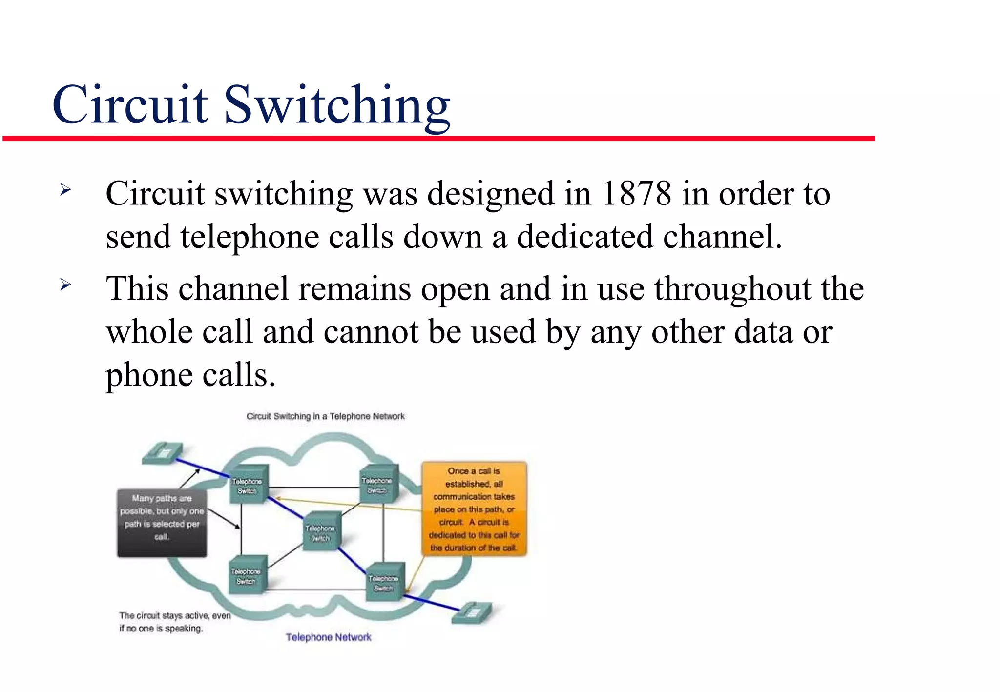 Circuit Switching
Circuit switching was designed in 1878 in order to
send telephone calls down a dedicated channel.
This channel remains open and in use throughout the
whole call and cannot be used by any other data or
phone calls.
Circuit Switching in a Telephone Network
Telephone
Switch
Telephone
Switch
Once a call is
established, all
communication takes
place on this path, or
circuit. A circuit is
dedicated to this call for
the duration of the call.
Many paths are
possible, but only one
path is selected per
call.
Telephone
Switch
Telephone
Switch
Telephone
Switch
The circuit stays active, even
if no one is speaking.
Telephone Network